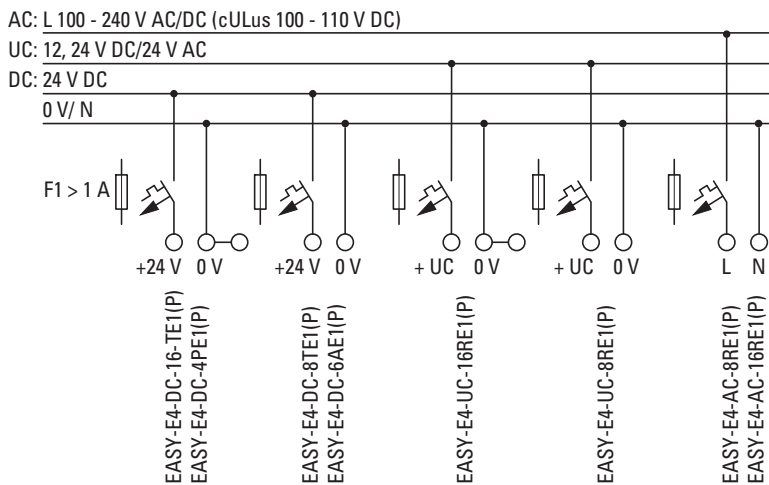 AC: L 100 - 240 V AC/DC (cULus 100 - 110 V DC)
UC: 12, 24 V DC/24 V AC
DC: 24 V DC
0 V/ N
F1 > 1 A
+24 V 0 V
+24 V 0 V
+ UC 0 V
+ UC 0 V
L N
EASY-E4-DC-16-TE1(P)
EASY-E4-DC-4PE1(P)
EASY-E4-DC-8TE1(P)
EASY-E4-DC-6AE1(P)
EASY-E4-UC-16RE1(P)
EASY-E4-UC-8RE1(P)
EASY-E4-AC-8RE1(P)
EASY-E4-AC-16RE1(P)